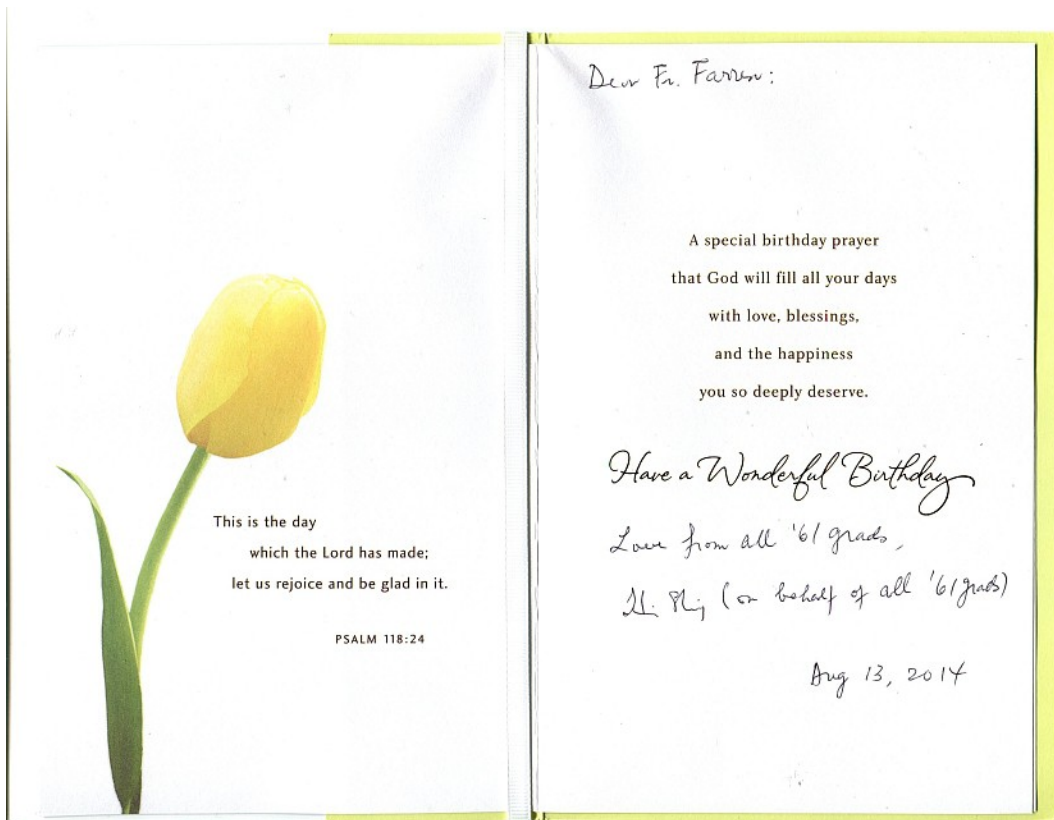 This is the day
which the Lord has made;
let us rejoice and be glad in it.
PSALM 118:24
Dear Fr. Farren:
A special birthday prayer
that God will fill all your days
with love, blessings,
and the happiness
you so deeply deserve.
Have a Wonderful Birthday
Love from all '61 grads,
(on behalf of all '61 grads)
Aug 13, 2014